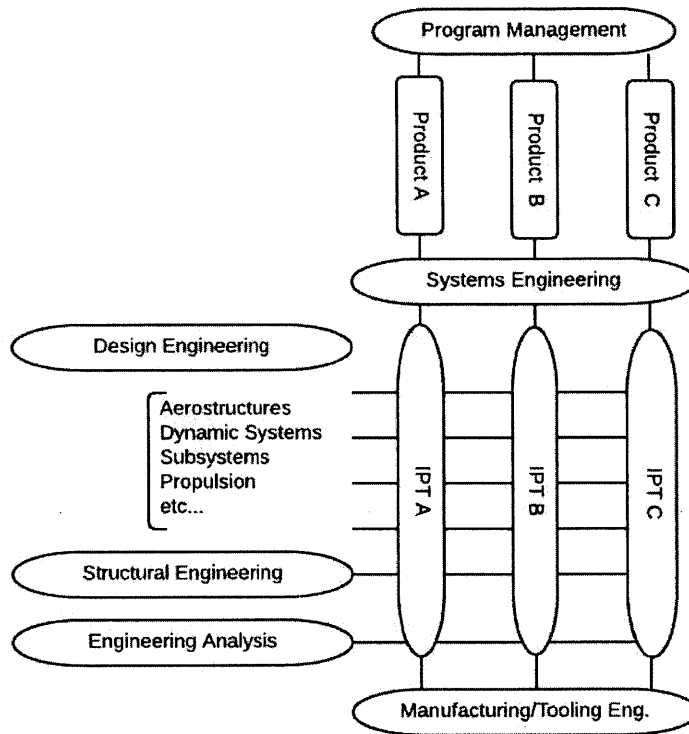 Program Management
Product A
Product B
Product C
Systems Engineering
Design Engineering
Aerostructures
Dynamic Systems
Subsystems
Propulsion
etc...
IPT A
IPT B
IPT C
Structural Engineering
Engineering Analysis
Manufacturing/Tooling Eng.